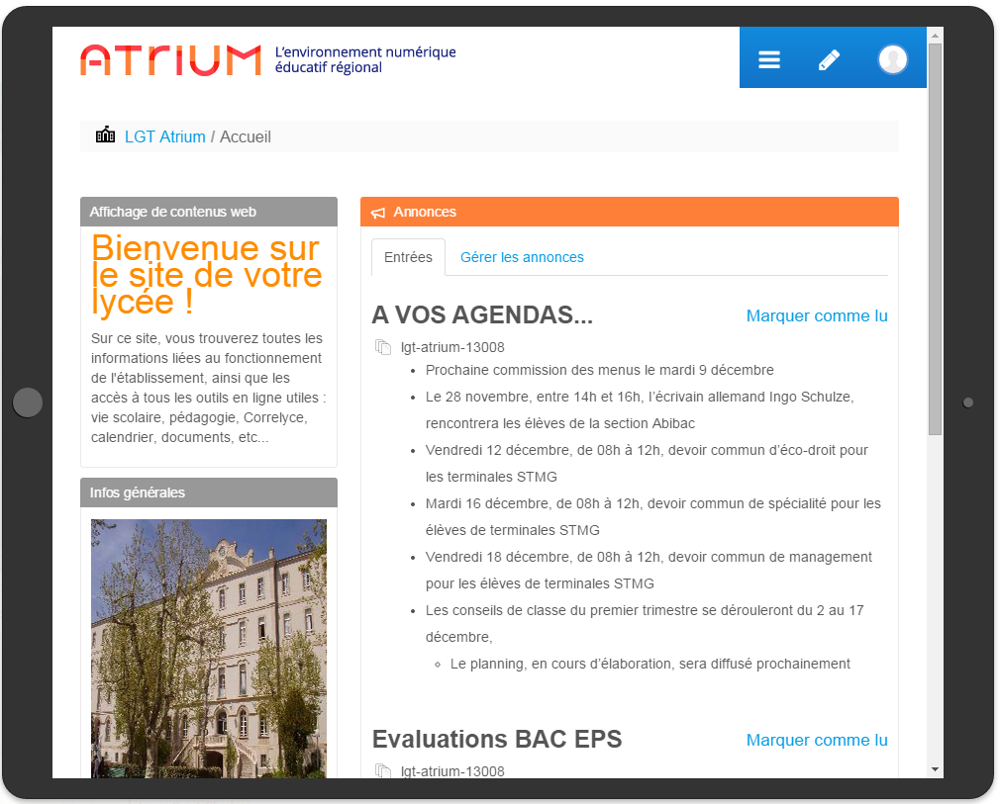 ATRIUM
L'environnement numérique
éducatif régional
LGT Atrium / Accueil
Affichage de contenus web
Bienvenue sur
le site de votre
lycée !
Sur ce site, vous trouverez toutes les
informations liées au fonctionnement
de l'établissement, ainsi que les
accès à tous les outils en ligne utiles :
vie scolaire, pédagogie, Correlyce,
calendrier, documents, etc...
Infos générales
Annonces
Entrées
Gérer les annonces
A VOS AGENDAS...
Marquer comme lu
lgt-atrium-13008
• Prochaine commission des menus le mardi 9 décembre
• Le 28 novembre, entre 14h et 16h, l’écrivain allemand Ingo Schulze,
rencontrera les élèves de la section Abibac
• Vendredi 12 décembre, de 08h à 12h, devoir commun d’éco-droit pour
les terminales STMG
• Mardi 16 décembre, de 08h à 12h, devoir commun de spécialité pour les
élèves de terminales STMG
• Vendredi 18 décembre, de 08h à 12h, devoir commun de management
pour les élèves de terminales STMG
• Les conseils de classe du premier trimestre se dérouleront du 2 au 17
décembre,
◦ Le planning, en cours d’élaboration, sera diffusé prochainement
Evaluations BAC EPS
Marquer comme lu
lgt-atrium-13008